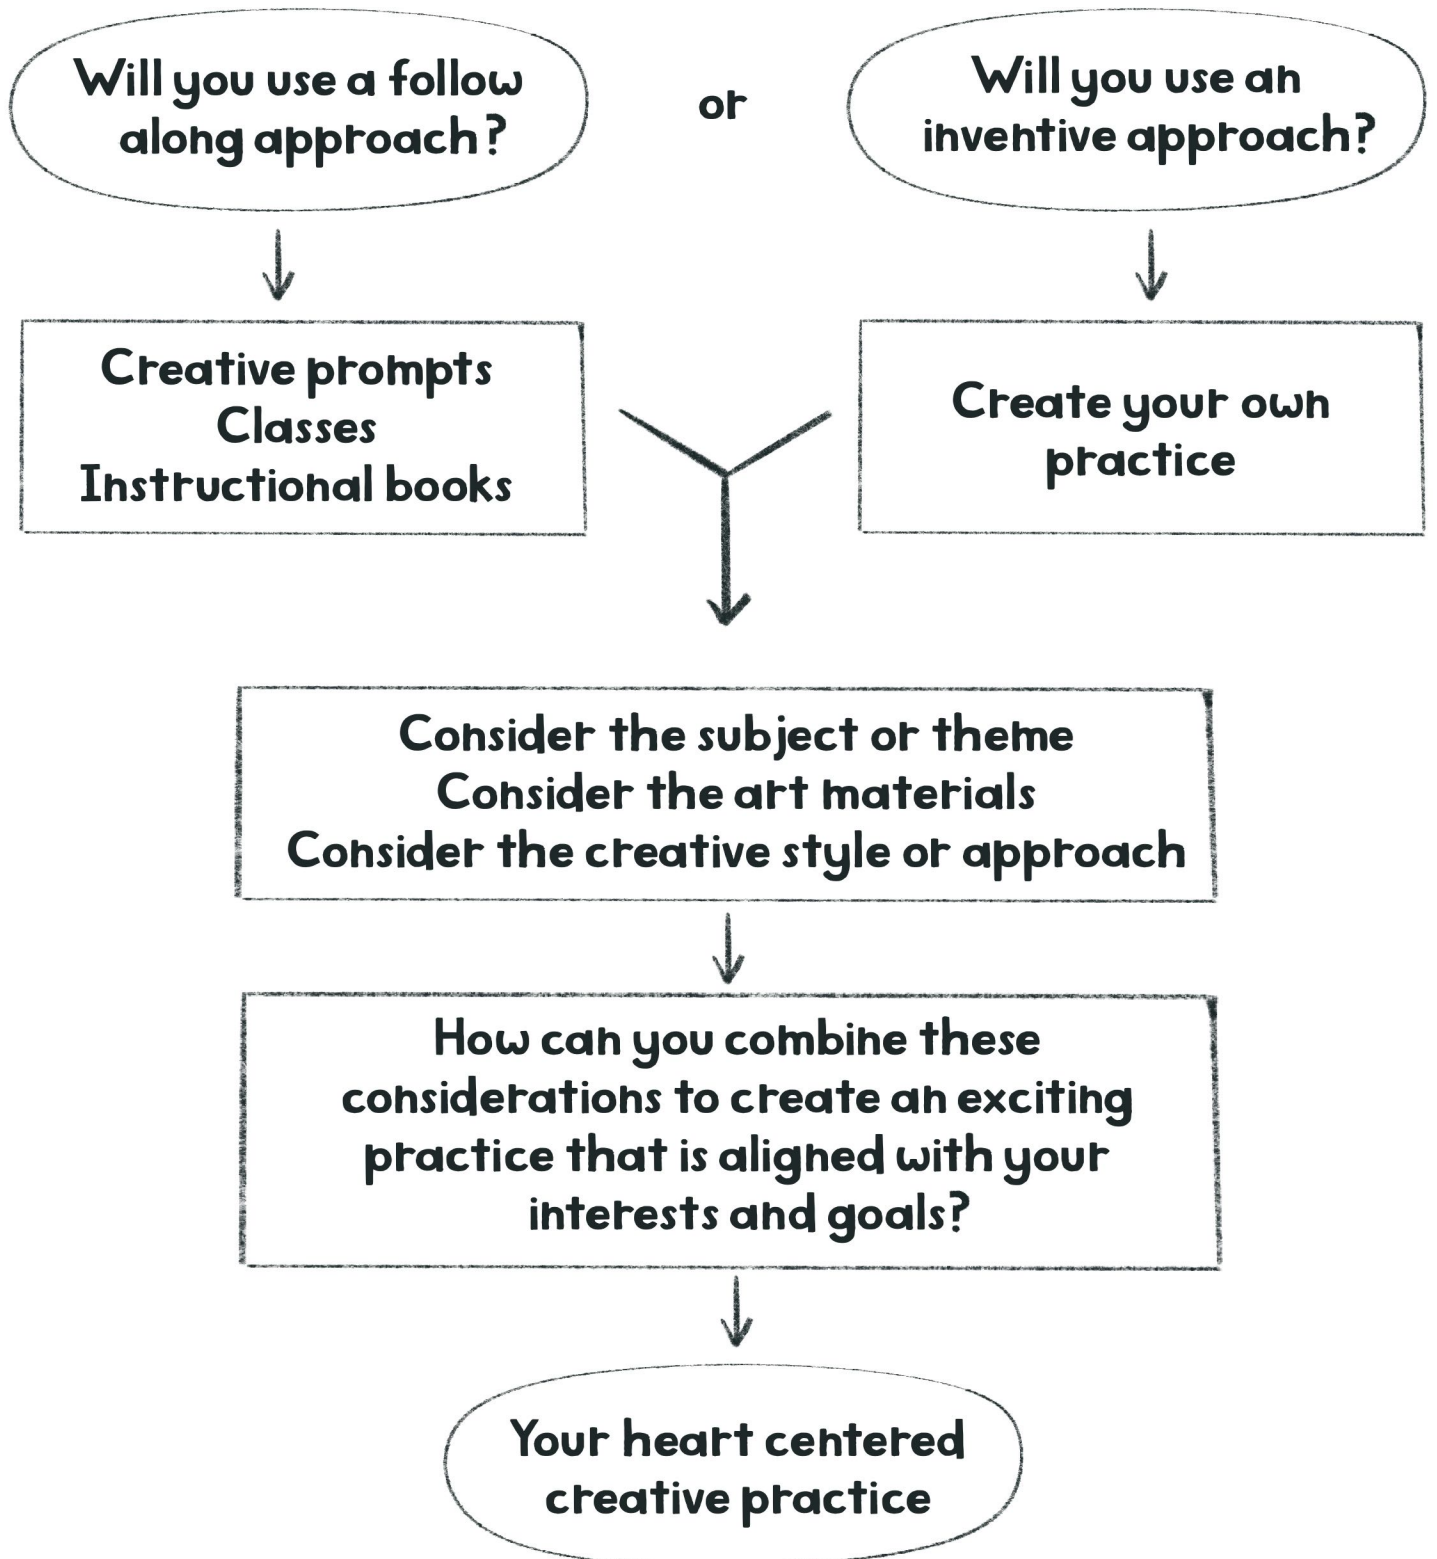 Will you use a follow
along approach?
or
Will you use an
inventive approach?
Creative prompts
Classes
Instructional books
Create your own
practice
Consider the subject or theme
Consider the art materials
Consider the creative style or approach
How can you combine these
considerations to create an exciting
practice that is aligned with your
interests and goals?
Your heart centered
creative practice